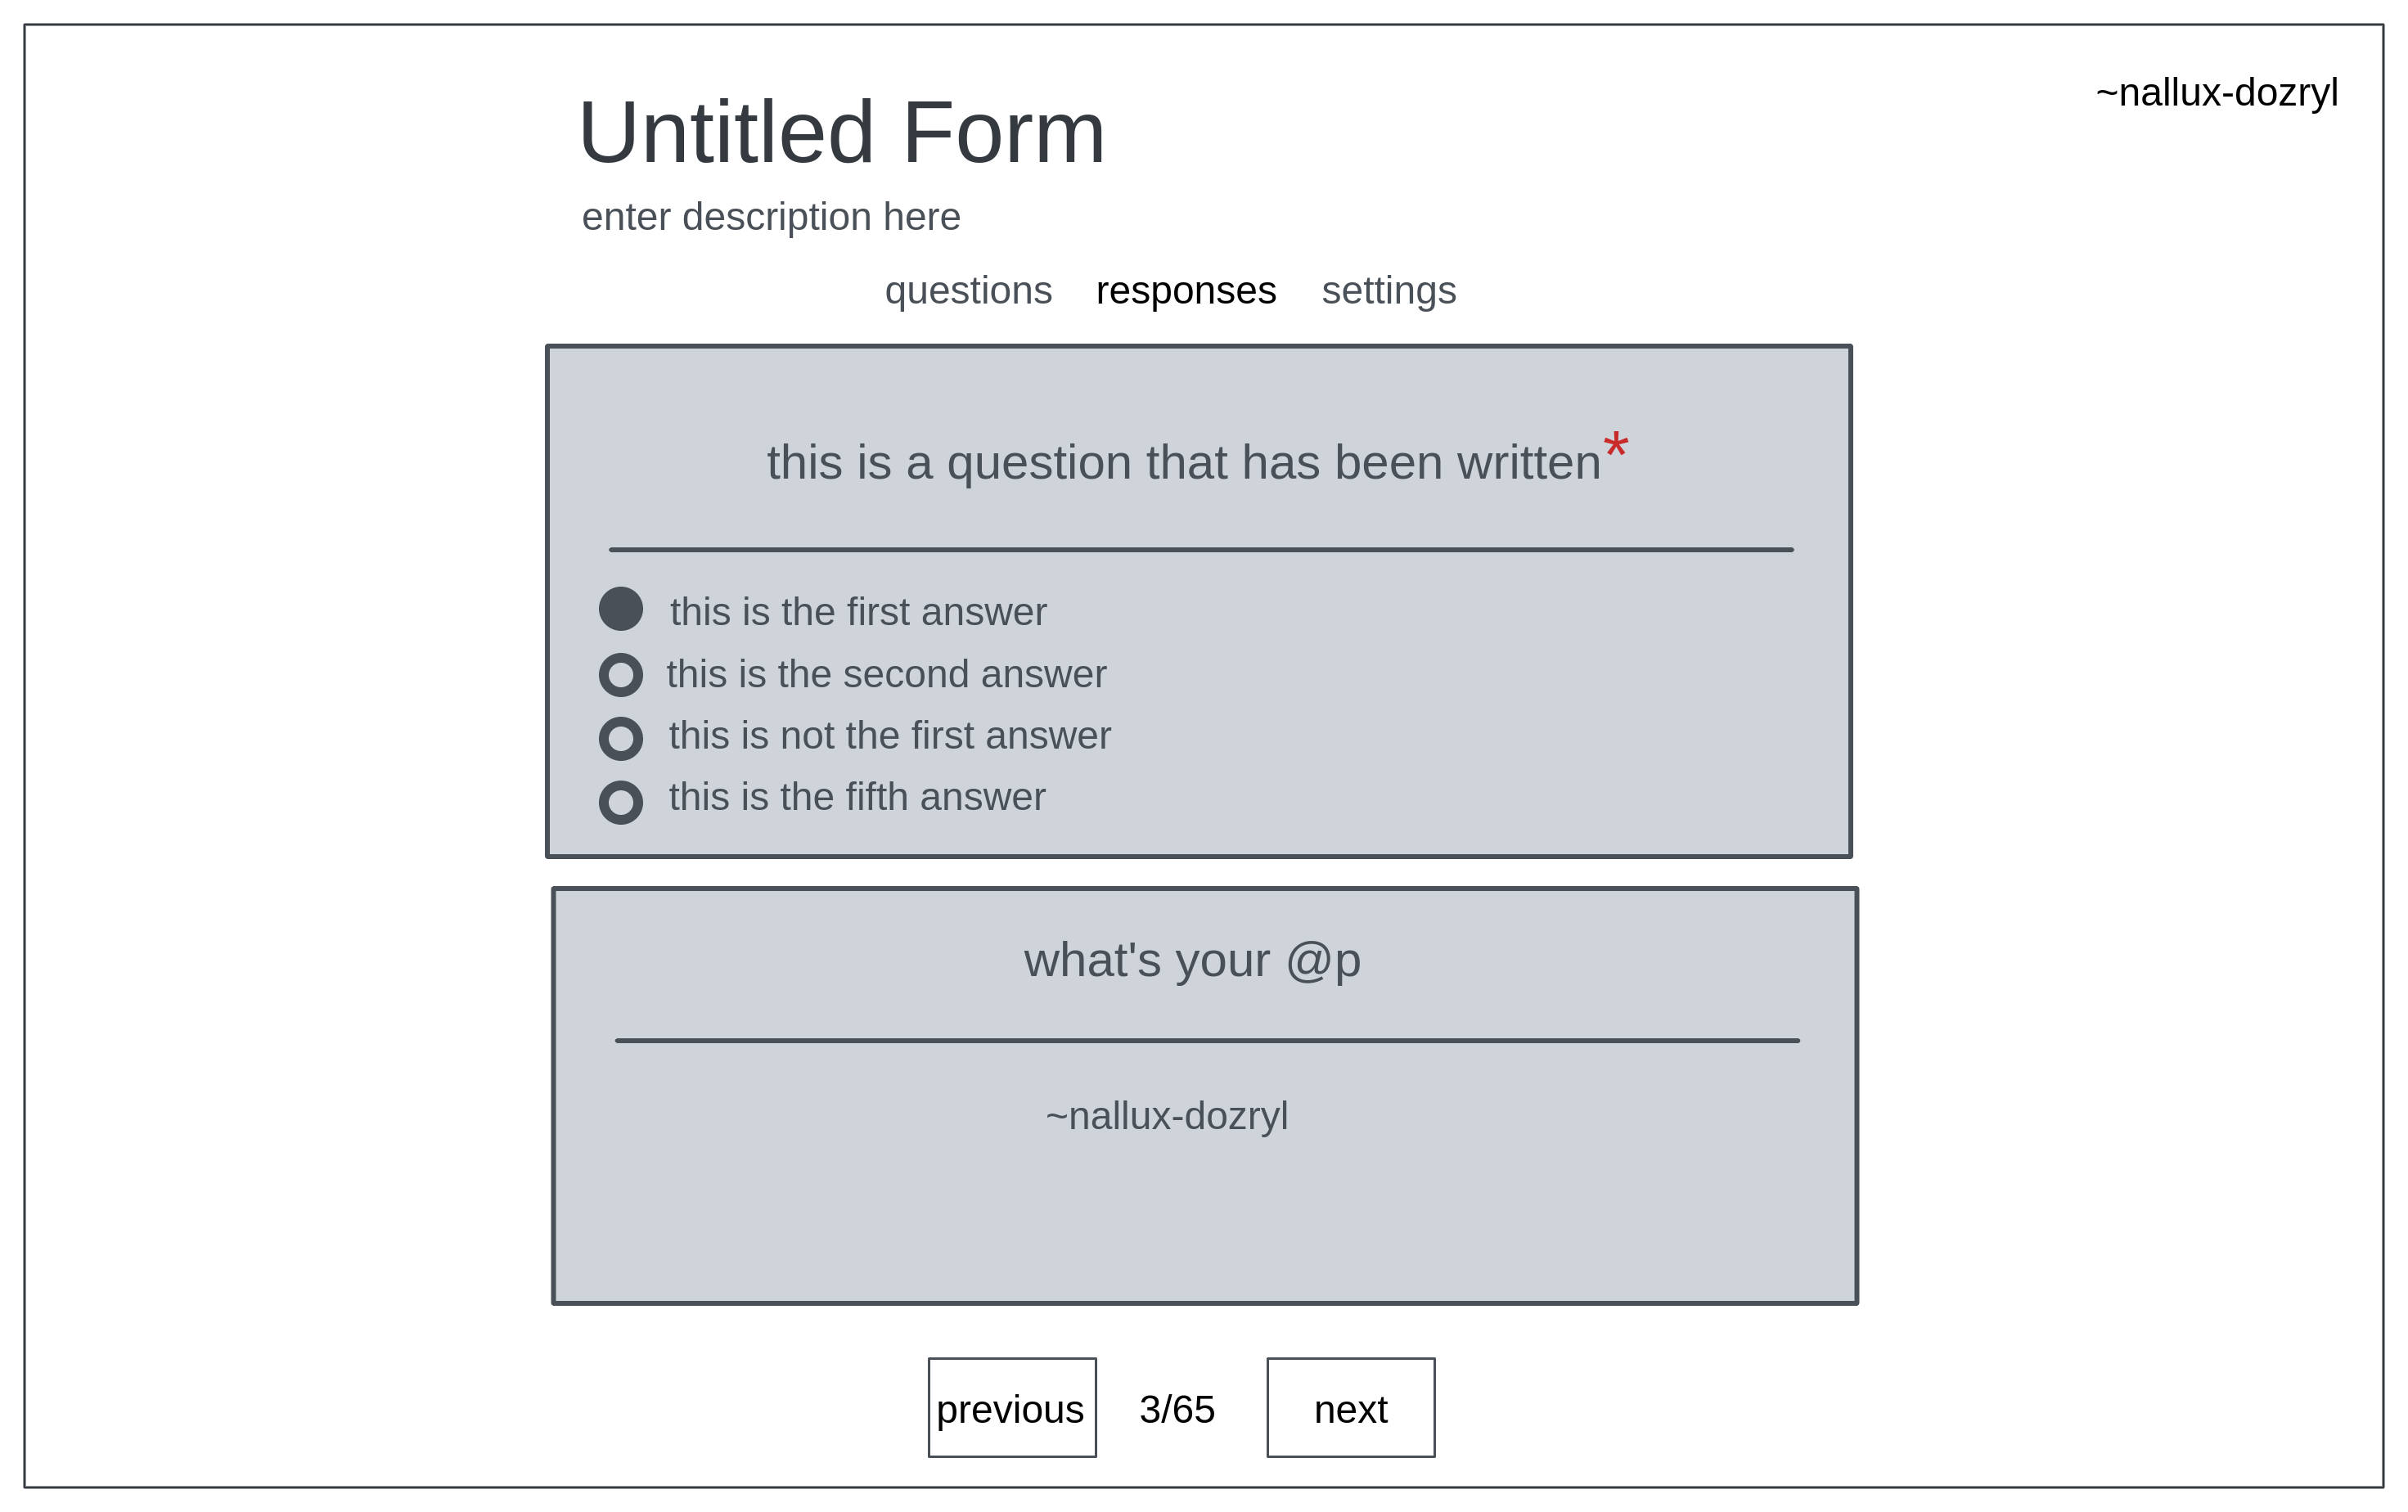 ~nallux-dozryl
Untitled Form
enter description here
questions responses settings
this is a question that has been written*
this is the first answer
this is the second answer
this is not the first answer
this is the fifth answer
what's your @p
~nallux-dozryl
previous 3/65 next